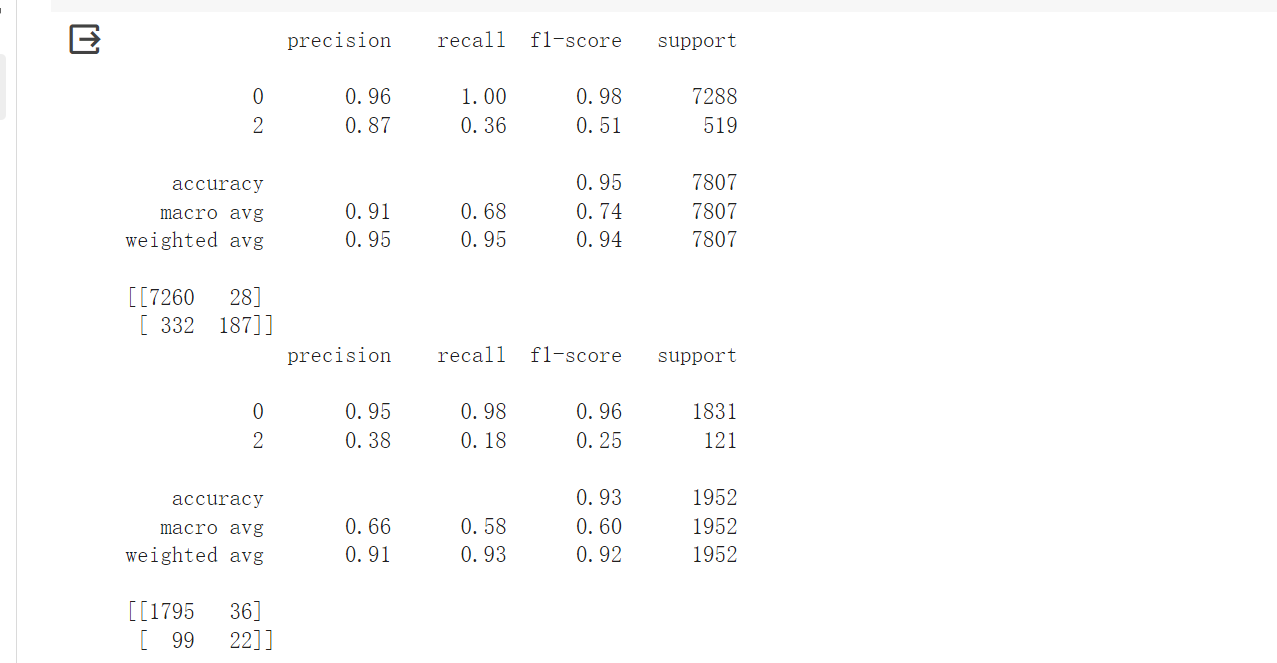 precision recall f1-score support
0 0.96 1.00 0.98 7288
2 0.87 0.36 0.51 519
accuracy 0.95 7807
macro avg 0.91 0.68 0.74 7807
weighted avg 0.95 0.95 0.94 7807
[[7260 28]
[ 332 187]]
precision recall f1-score support
0 0.95 0.98 0.96 1831
2 0.38 0.18 0.25 121
accuracy 0.93 1952
macro avg 0.66 0.58 0.60 1952
weighted avg 0.91 0.93 0.92 1952
[[1795 36]
[ 99 22]]